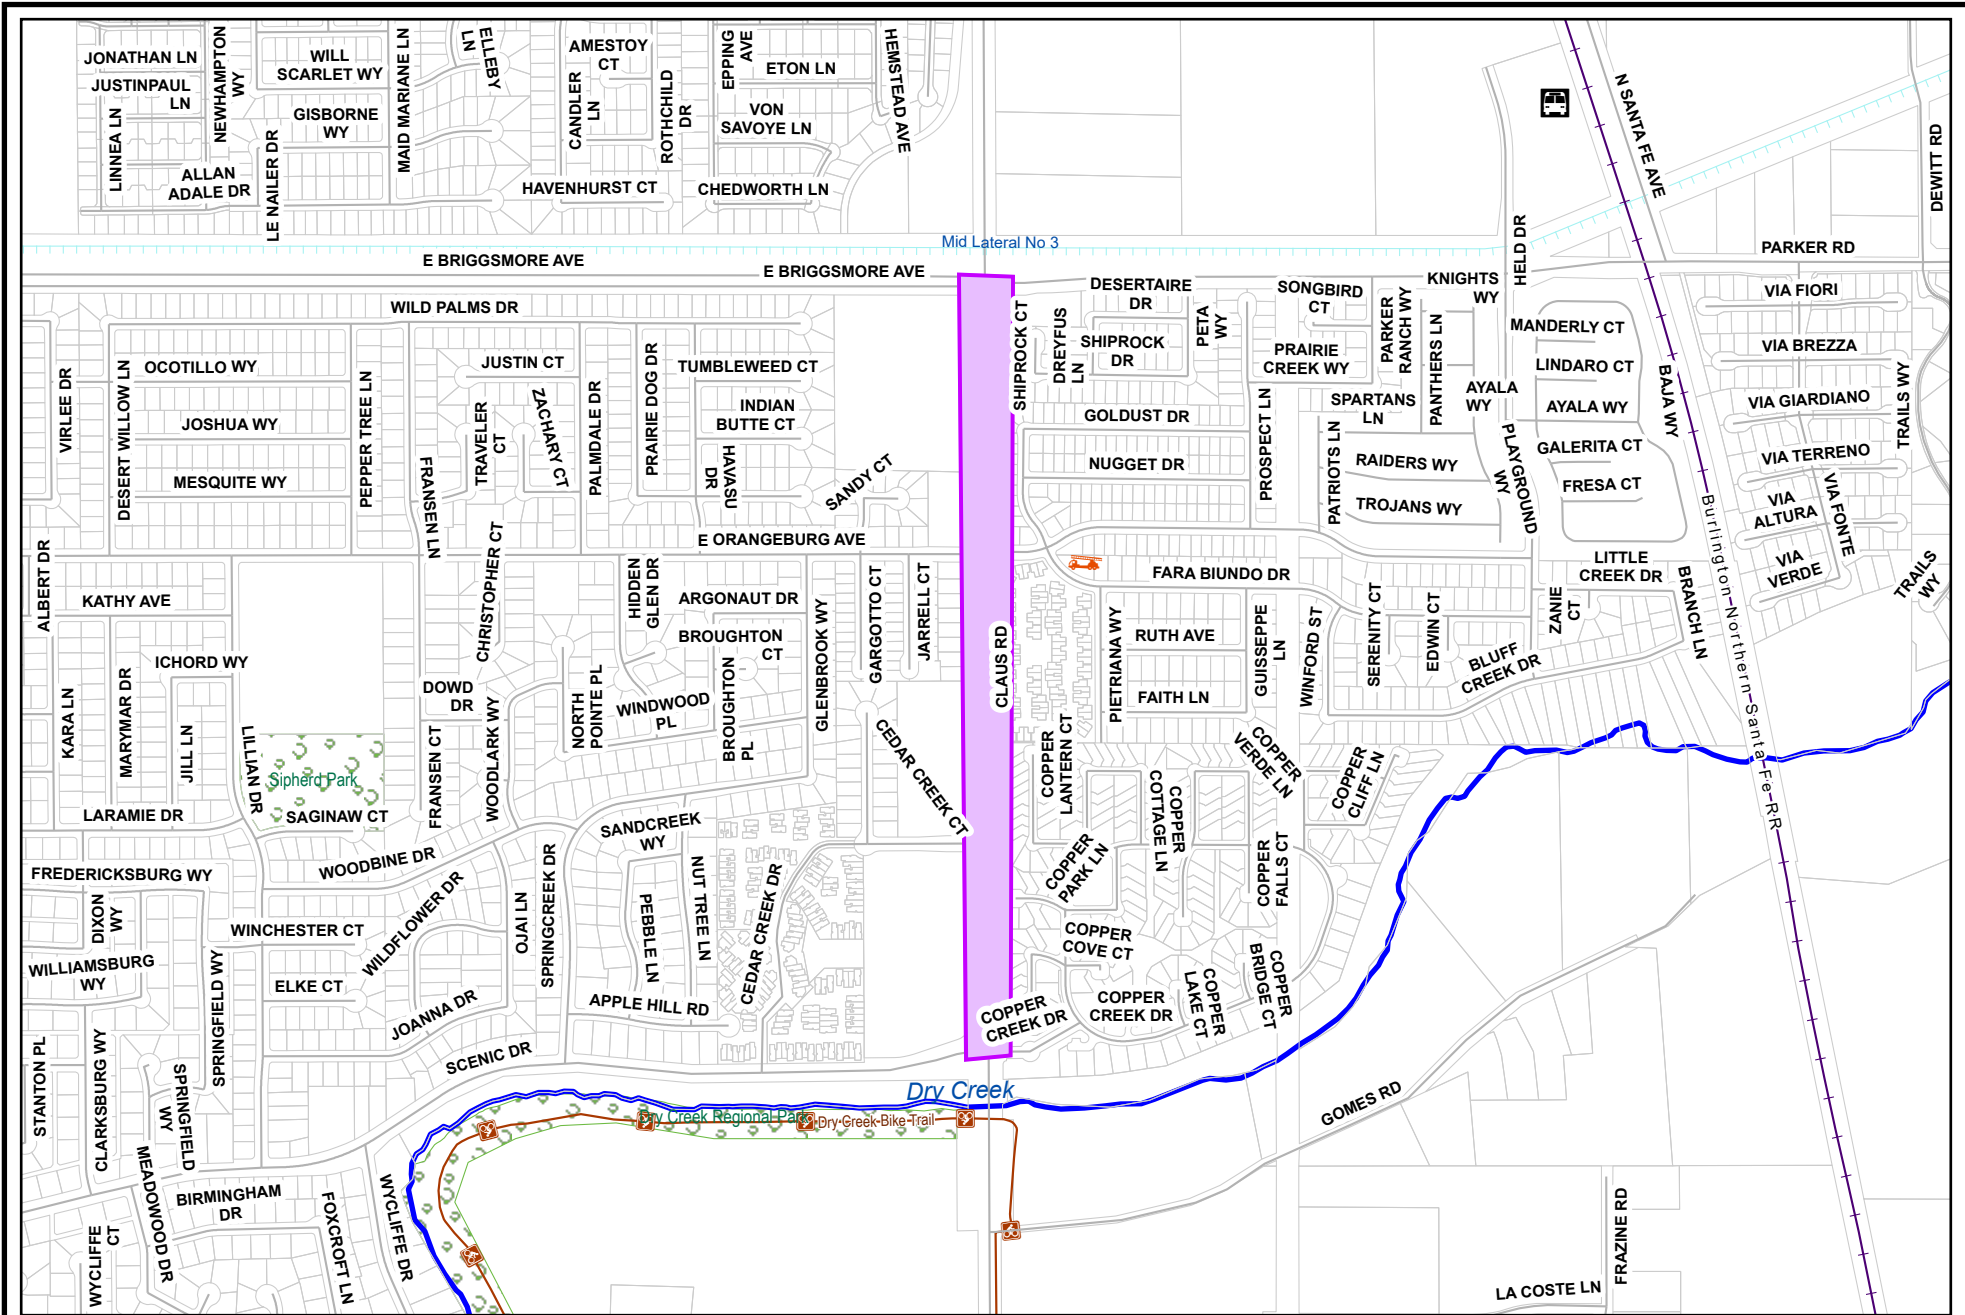 JONATHAN LN
JUSTINPAUL
LN
NEWHAMPTON
WY
WILL
SCARLET WY
MAID MARIANE LN
ELLEBY
LN
AMESTOY
CT
CANDLER
LN
ROTHCHILD
DR
EPPING
AVE
ETON LN
VON
SAVOYE LN
HEMSTEAD AVE
LINNEA LN
GISBORNE
WY
ALLAN
ADALE DR
LE NAILER DR
HAVENHURST CT
CHEDWORTH LN
N SANTA FE AVE
DEWITT RD
HELD DR
Mid Lateral No 3
PARKER RD
E BRIGGSMORE AVE
E BRIGGSMORE AVE
WILD PALMS DR
DESERTAIRE
DR
SONGBIRD
CT
KNIGHTS
WY
VIA FIORI
VIRLEE DR
DESERT WILLOW LN
OCOTILLO WY
JOSHUA WY
MESQUITE WY
PEPPER TREE LN
JUSTIN CT
TRAVELER
CT
ZACHARY CT
FRANSEN LN
PALMDALE DR
PRAIRIE DOG DR
TUMBLEWEED CT
INDIAN
BUTTE CT
HAVASU
DR
SANDY CT
SHIPROCK CT
DREYFUS
LN
SHIPROCK
DR
PETA
WY
PRAIRIE
CREEK WY
PARKER
RANCH WY
PANTHERS LN
MANDERLY CT
LINDARO CT
AYALA
WY
AYALA WY
GOLDUST DR
NUGGET DR
PROSPECT LN
SPARTANS
LN
PATRIOTS LN
RAIDERS WY
TROJANS WY
PLAYGROUND
WY
GALERITA CT
FRESA CT
BAJA WY
VIA BREZZA
VIA GIARDIANO
VIA TERRENO
VIA
ALTURA
VIA FONTE
VIA
VERDE
TRAILS WY
TRAILS
WY
Burlington Northern Santa Fe RR
E ORANGEBURG AVE
ALBERT DR
KATHY AVE
CHRISTOPHER CT
HIDDEN
GLEN DR
ARGONAUT DR
BROUGHTON
CT
GLENBROOK WY
GARGOTTO CT
JARRELL CT
CLAUS RD
FARA BIUNDO DR
LITTLE
CREEK DR
BRANCH LN
ZANIE
CT
PIETRIANA WY
RUTH AVE
FAITH LN
GUISSEPPE
LN
WINFORD ST
SERENITY CT
EDWIN CT
BLUFF
CREEK DR
ICHORD WY
KARA LN
MARYMAR DR
JILL LN
LILLIAN DR
Sipherd Park
SAGINAW CT
LARAMIE DR
DOWD
DR
FRANSEN CT
WOODLARK WY
NORTH
POINTE PL
WINDWOOD
PL
BROUGHTON
PL
CEDAR CREEK CT
COPPER
LANTERN CT
COPPER
COTTAGE LN
COPPER
VERDE LN
COPPER
CLIFF LN
COPPER
PARK LN
COPPER
FALLS CT
FREDERICKSBURG WY
WOODBINE DR
DIXON
WY
WINCHESTER CT
WILDFLOWER DR
WILLIAMSBURG
WY
SPRINGFIELD WY
ELKE CT
JOANNA DR
OJAI LN
SPRINGCREEK DR
SANDCREEK
WY
PEBBLE LN
NUT TREE LN
CEDAR CREEK DR
APPLE HILL RD
COPPER
COVE CT
COPPER
CREEK DR
COPPER
CREEK DR
COPPER
LAKE CT
COPPER
BRIDGE CT
SCENIC DR
STANTON PL
CLARKSBURG WY
SPRINGFIELD
WY
Dry Creek
Dry Creek Regional Park
Dry Creek Bike Trail
GOMES RD
MEADOWOOD DR
BIRMINGHAM
DR
FOXCROFT LN
WYCLIFFE DR
WYCLIFFE
CT
FRAZINE RD
LA COSTE LN